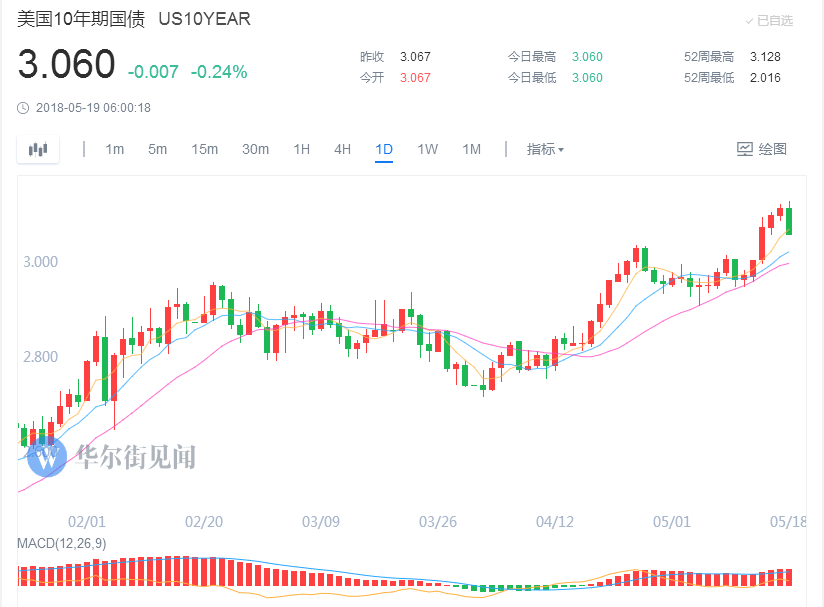 美国10年期国债 US10YEAR
已自选
3.060 -0.007 -0.24%
昨收 3.067 今日最高 3.060 52周最高 3.128
今开 3.067 今日最低 3.060 52周最低 2.016
2018-05-19 06:00:18
1m 5m 15m 30m 1H 4H 1D 1W 1M 指标 绘图
3.000
2.800
华尔街见闻
02/01 02/20 03/09 03/26 04/12 05/01 05/18
MACD(12,26,9)